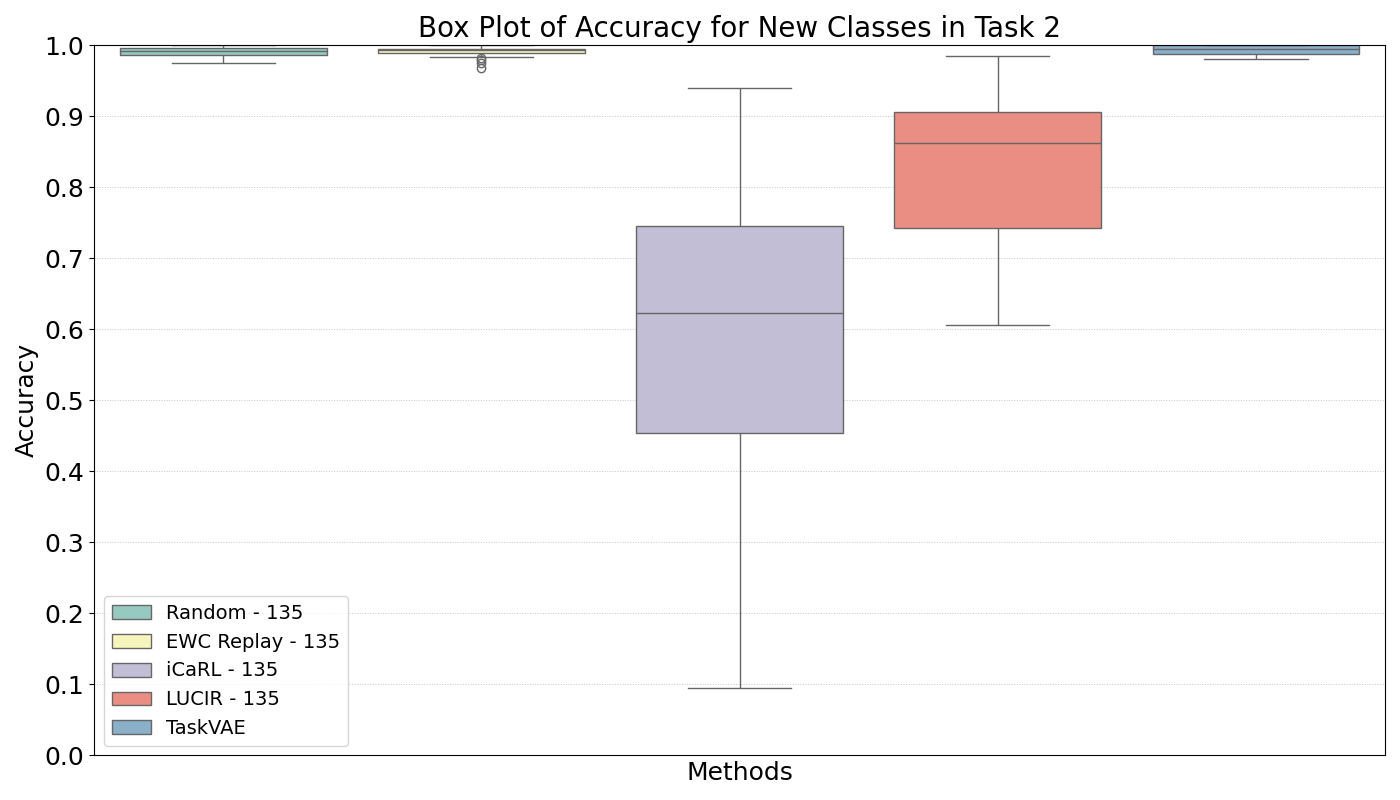 Box Plot of Accuracy for New Classes in Task 2
1.0
0.9
0.8
0.7
0.6
0.5
0.4
0.3
0.2
0.1
0.0
Accuracy
Random - 135
EWC Replay - 135
iCaRL - 135
LUCIR - 135
TaskVAE
Methods